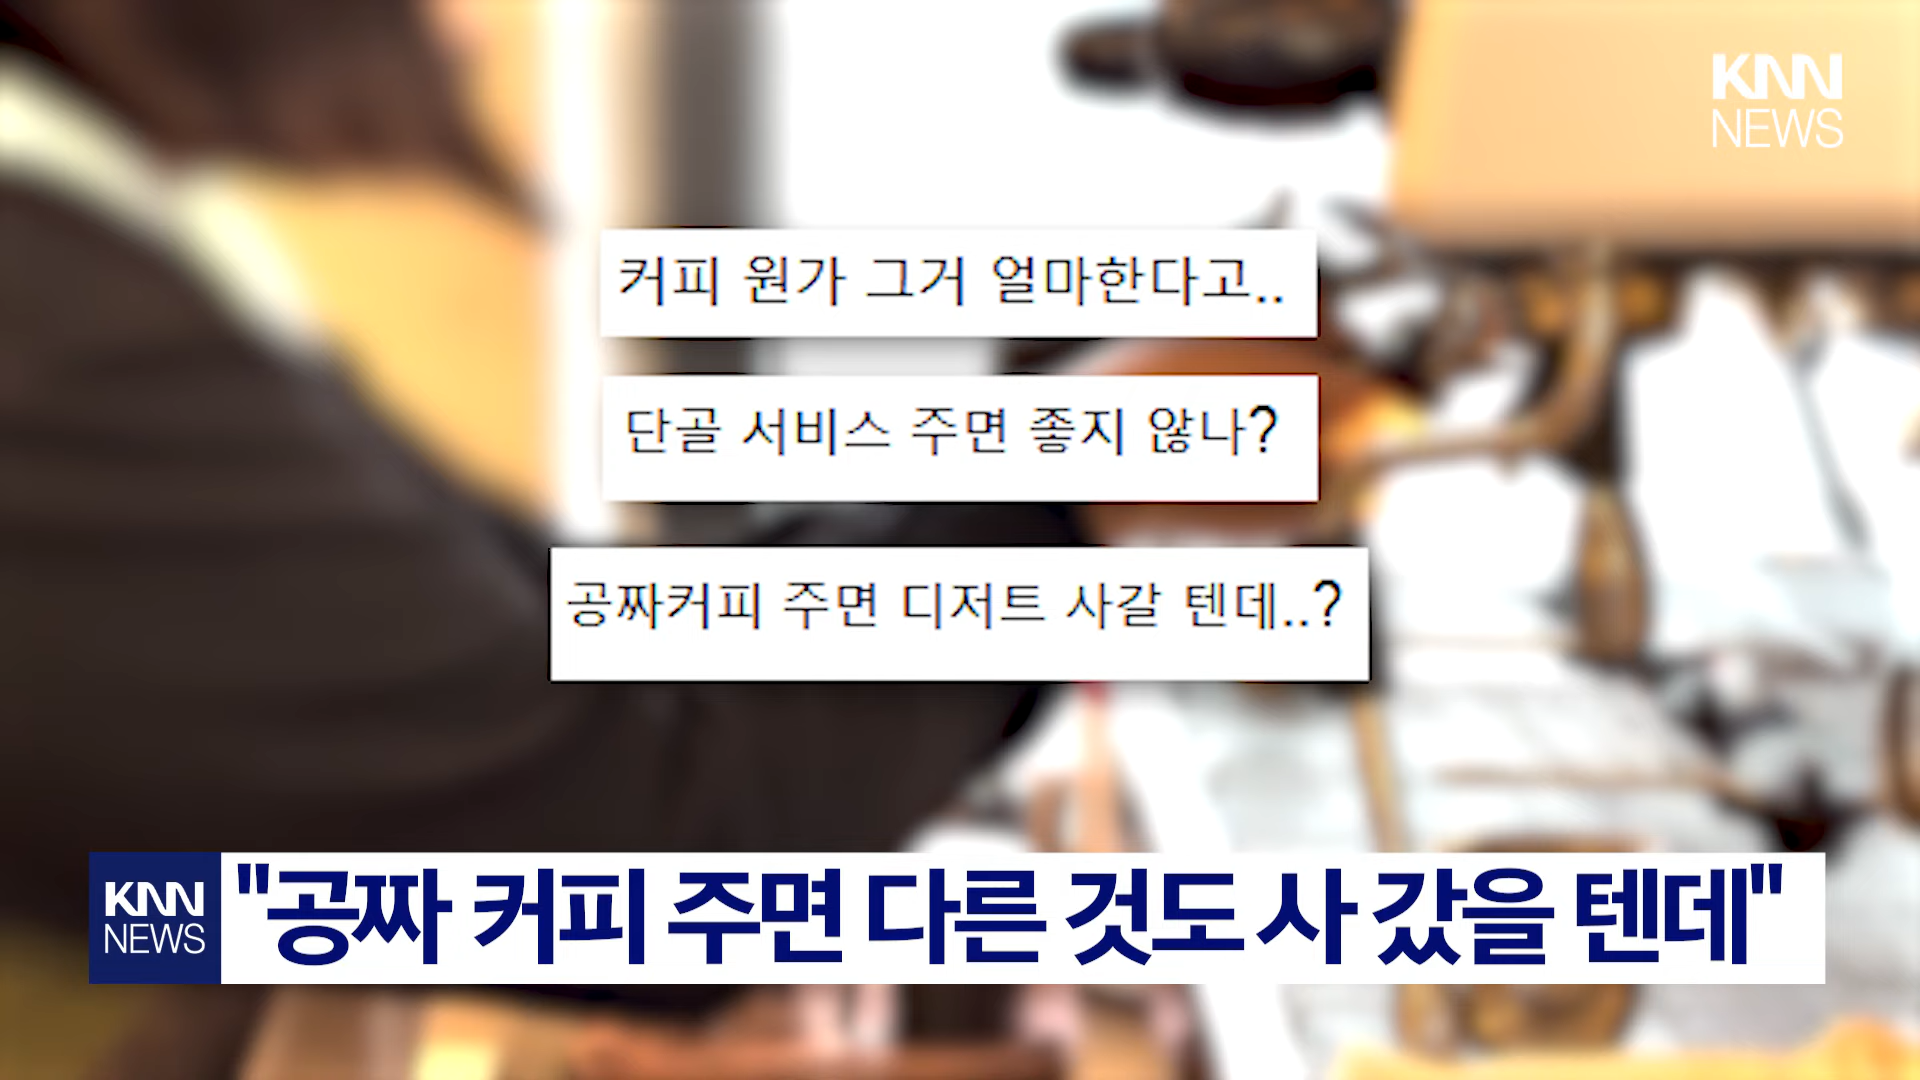 KNN
NEWS
커피 원가 그거 얼마한다고..
단골 서비스 주면 좋지 않나?
공짜커피 주면 디저트 사갈 텐데..?
KNN
NEWS
"공짜 커피 주면 다른 것도 사 갔을 텐데"